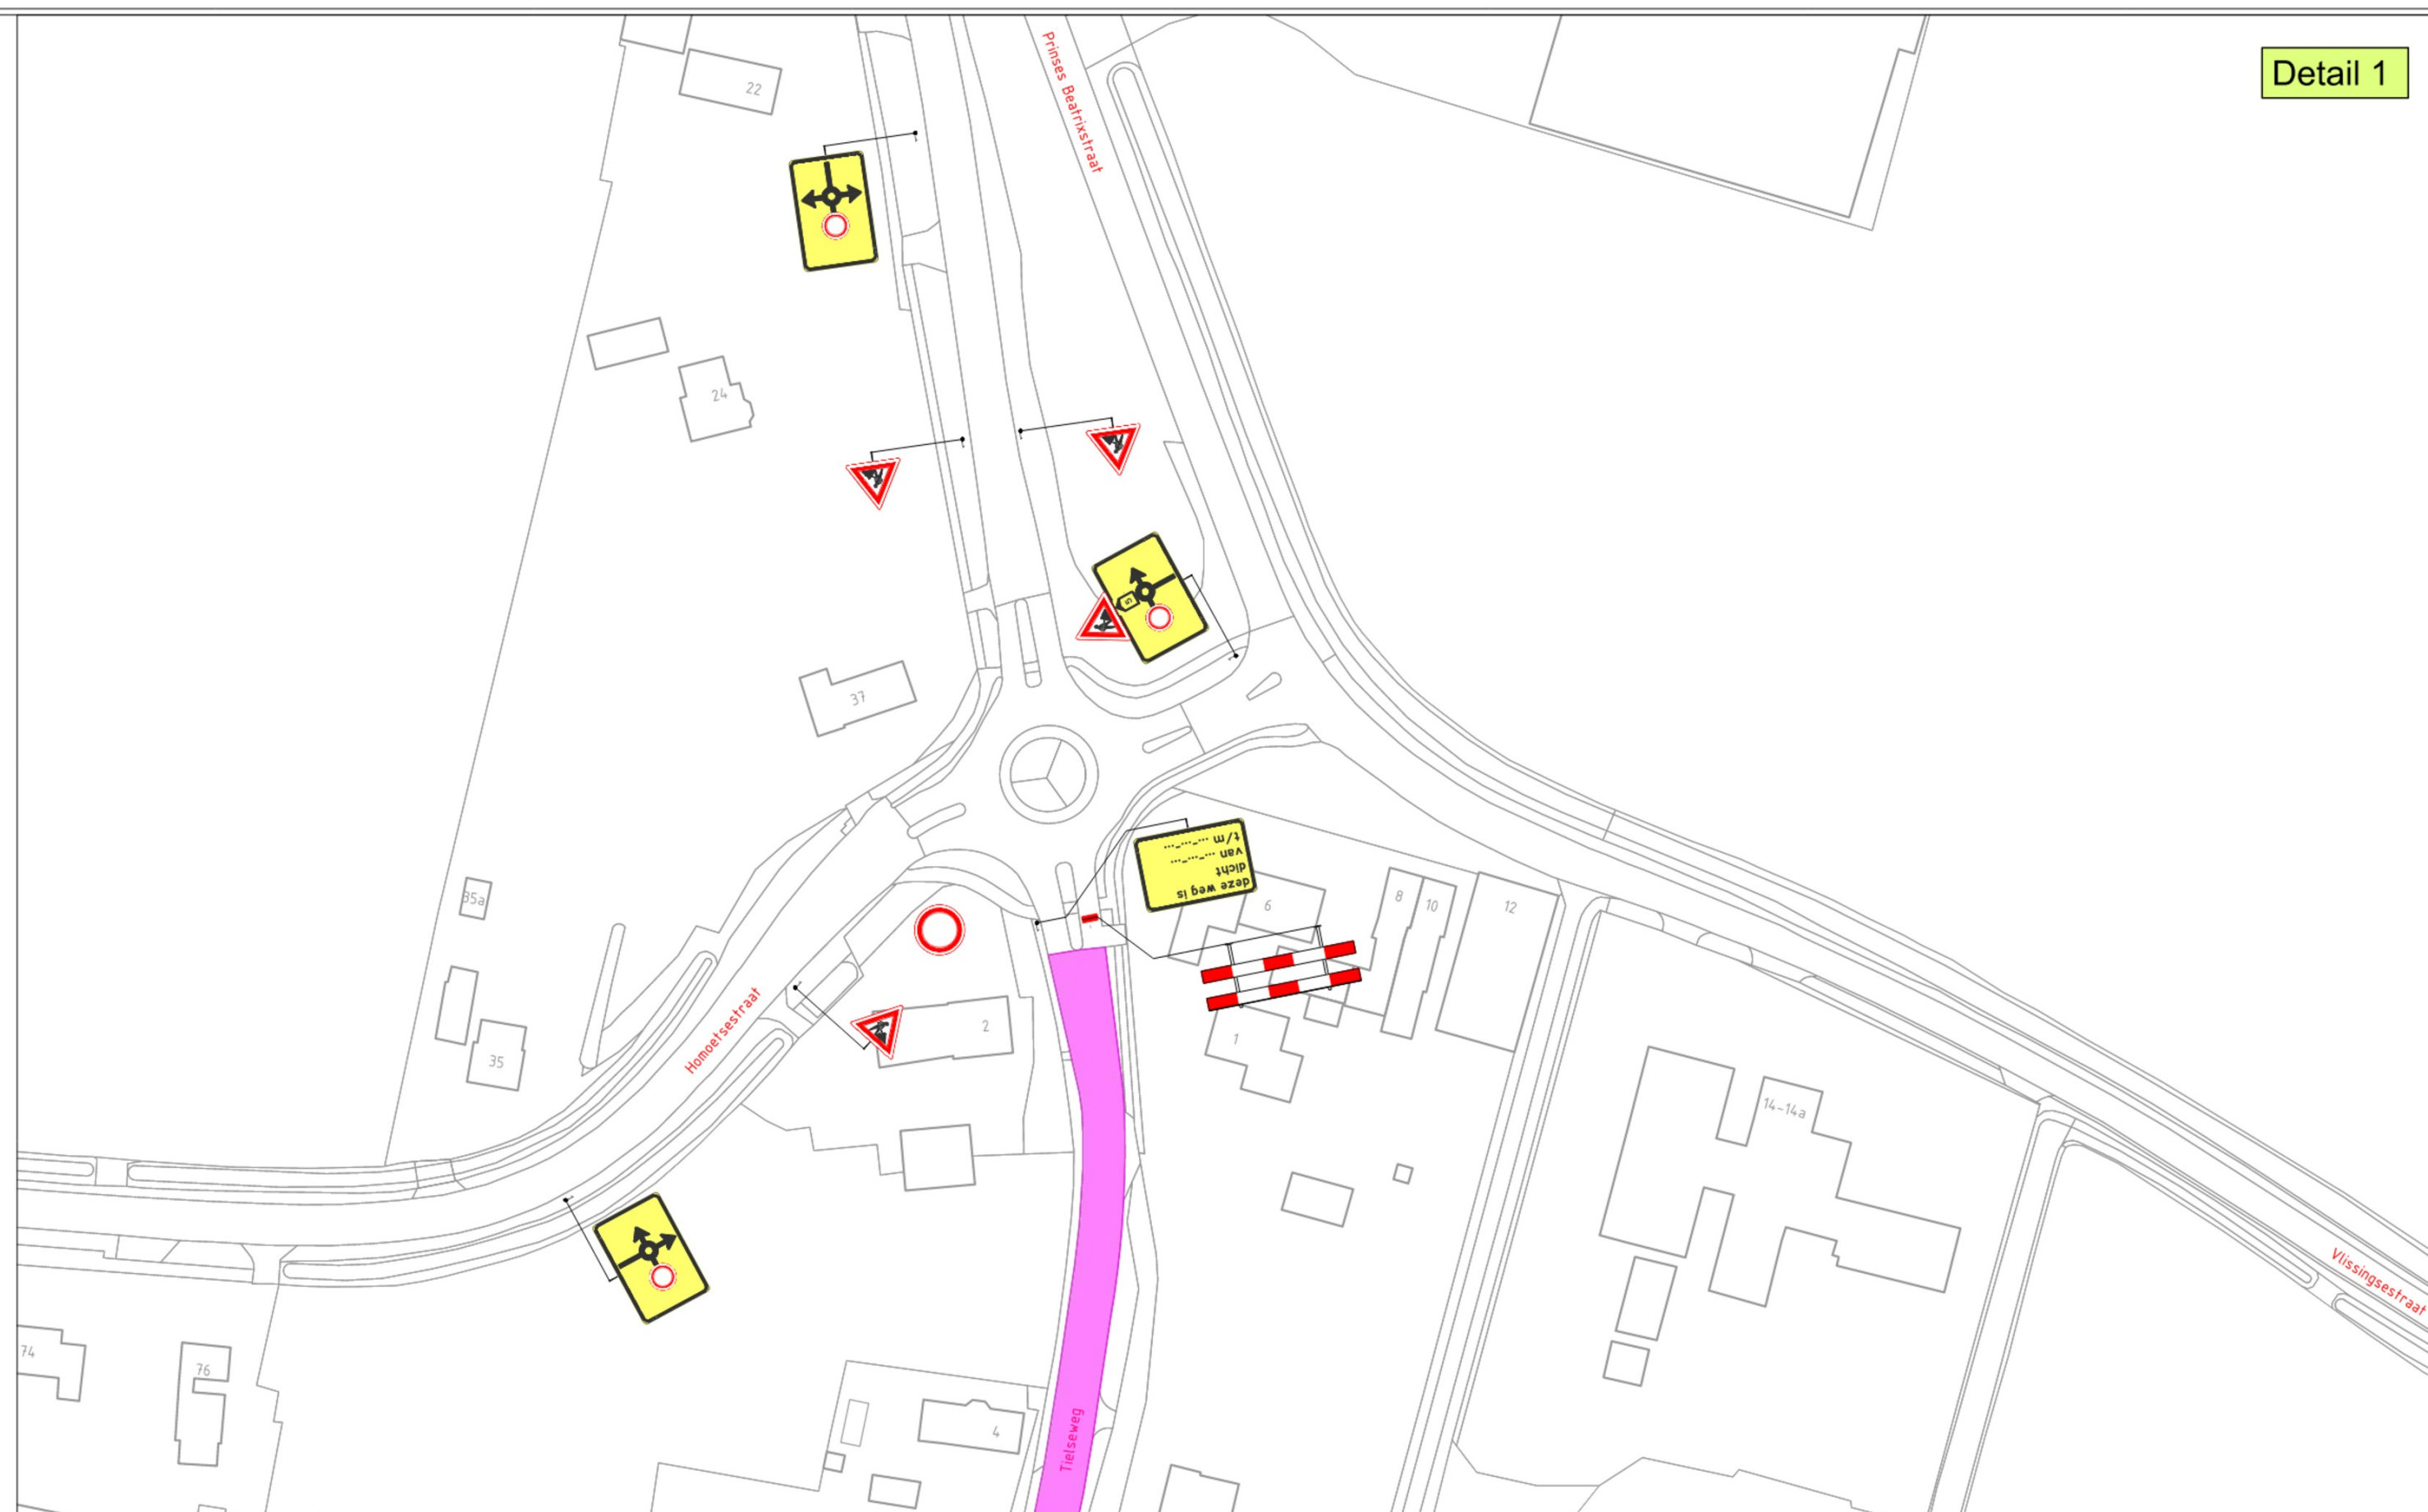 Detail 1
Prinses Beatrixstraat
22
24
5
37
deze weg is
dicht
van ...-...-...
t/m ...-...-...
6
8
10
12
35a
35
2
1
Homoetsestraat
14-14a
Vlissingsestraat
74
76
4
Tielseweg